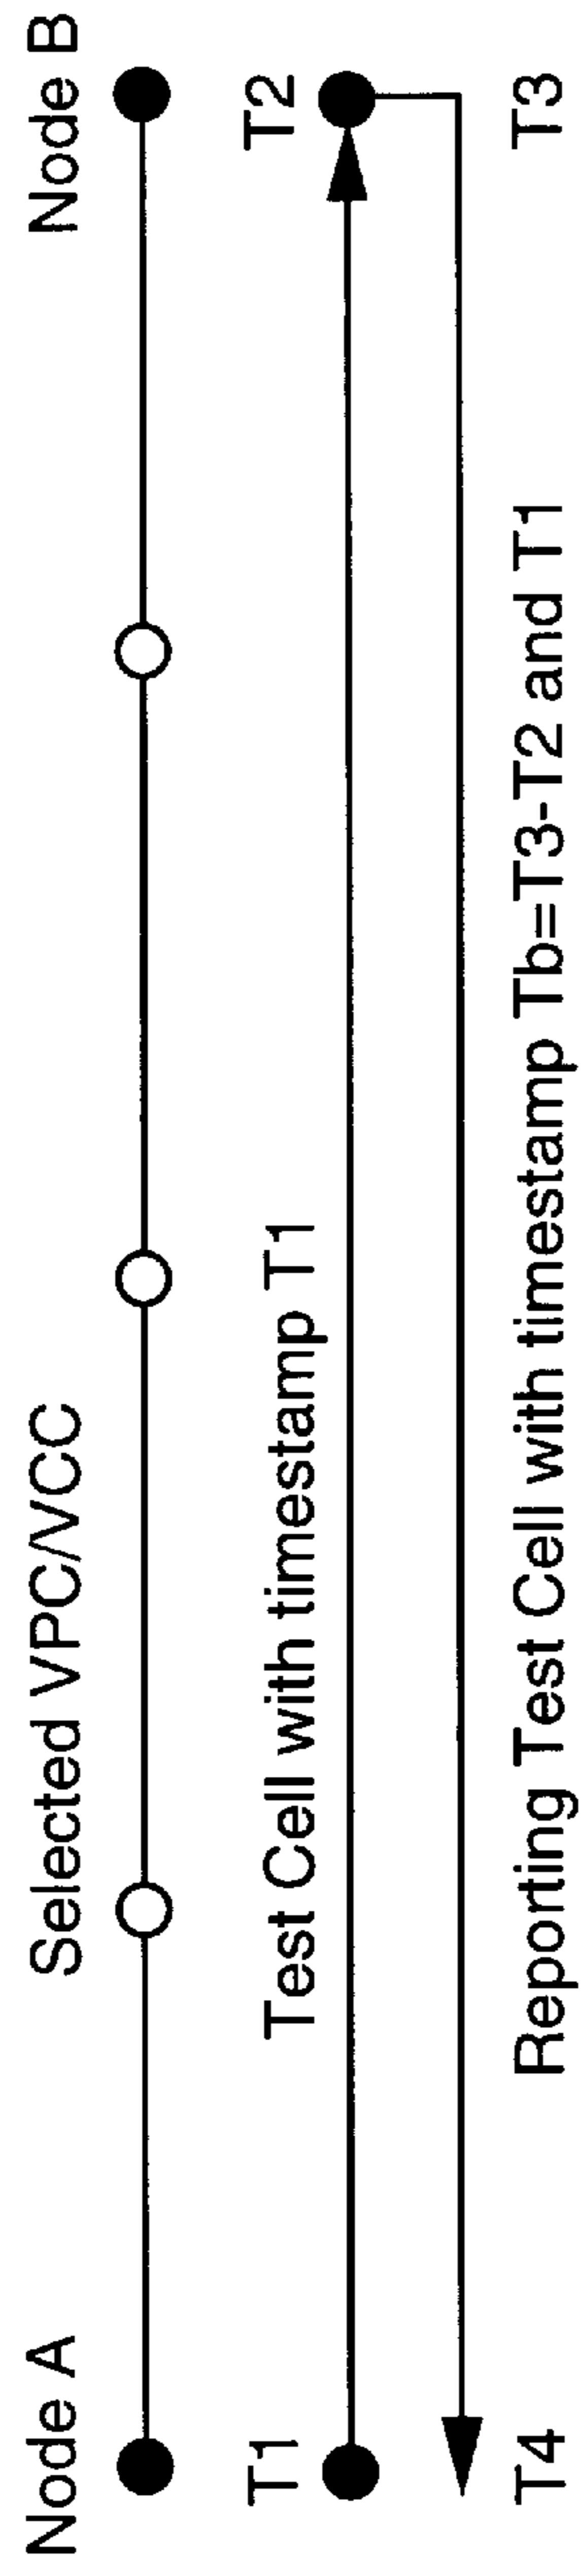 Node A Selected VPC/VCC Node B
T1 Test Cell with timestamp T1 T2
T4 Reporting Test Cell with timestamp Tb=T3-T2 and T1 T3